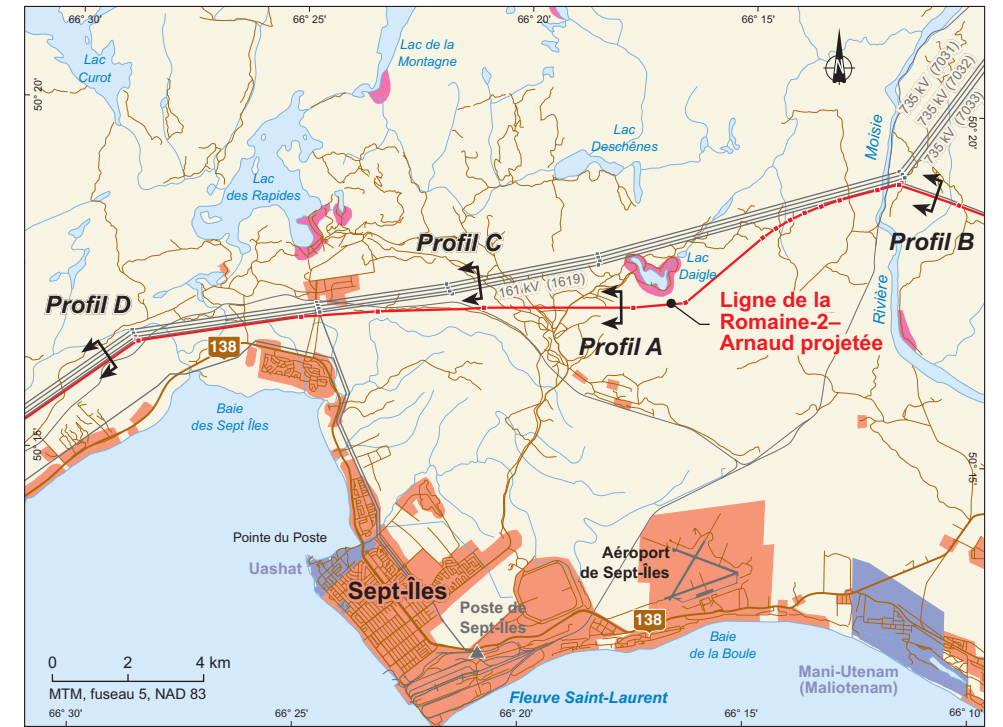 66° 30'
66° 25'
66° 20'
66° 15'
Lac
Curot
Lac de la
Montagne
50° 20'
735 kV (7031)
735 kV (7032)
735 kV (7033)
50° 20'
Lac
Deschênes
Moisie
Lac
des Rapides
Profil C
Profil B
Lac
Daigle
161 kV (1619)
Profil D
Ligne de la
Romaine-2–
Arnaud projetée
Rivière
138
Profil A
Baie
des Sept Îles
50° 15'
50° 15'
Pointe du Poste
Uashat
Aéroport
de Sept-Îles
Sept-Îles
Poste de
Sept-Îles
138
Baie
de la Boule
0 2 4 km
MTM, fuseau 5, NAD 83
Mani-Utenam
(Maliotenam)
Fleuve Saint-Laurent
66° 30'
66° 25'
66° 20'
66° 15'
66° 10'